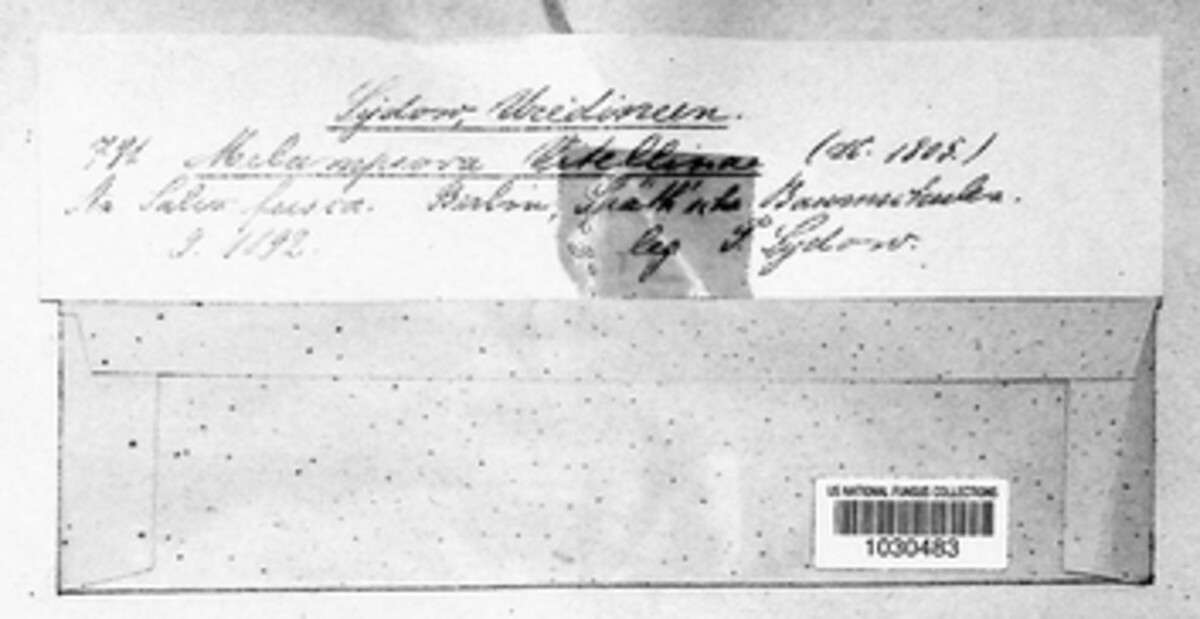 Sydow, Uredineen.
791 Melampsora Vitellinae (DC. 1805.)
An Salix fusca. Berlin, Späth'sche Baumschulen.
9. 1892. leg P. Sydow.
US NATIONAL FUNGUS COLLECTIONS
1030483